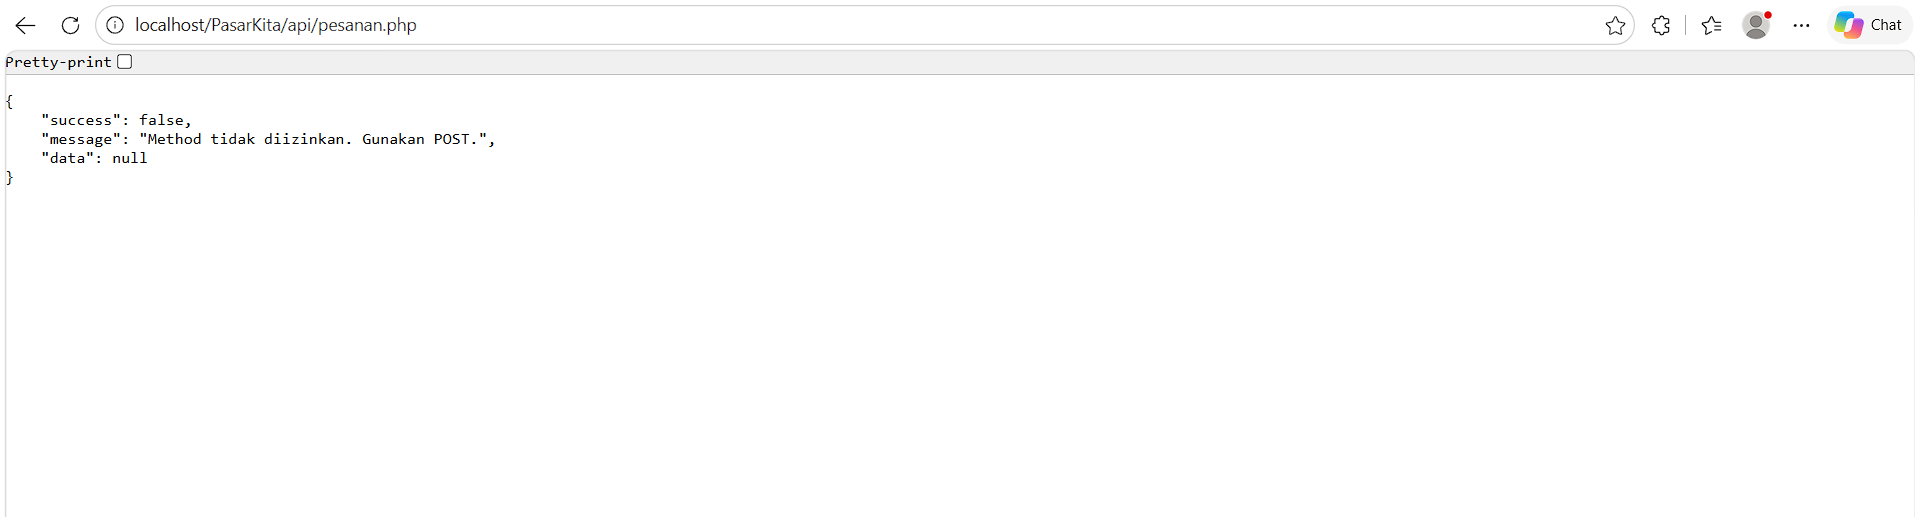 localhost/PasarKita/api/pesanan.php
Chat
Pretty-print
{
    "success": false,
    "message": "Method tidak diizinkan. Gunakan POST.",
    "data": null
}